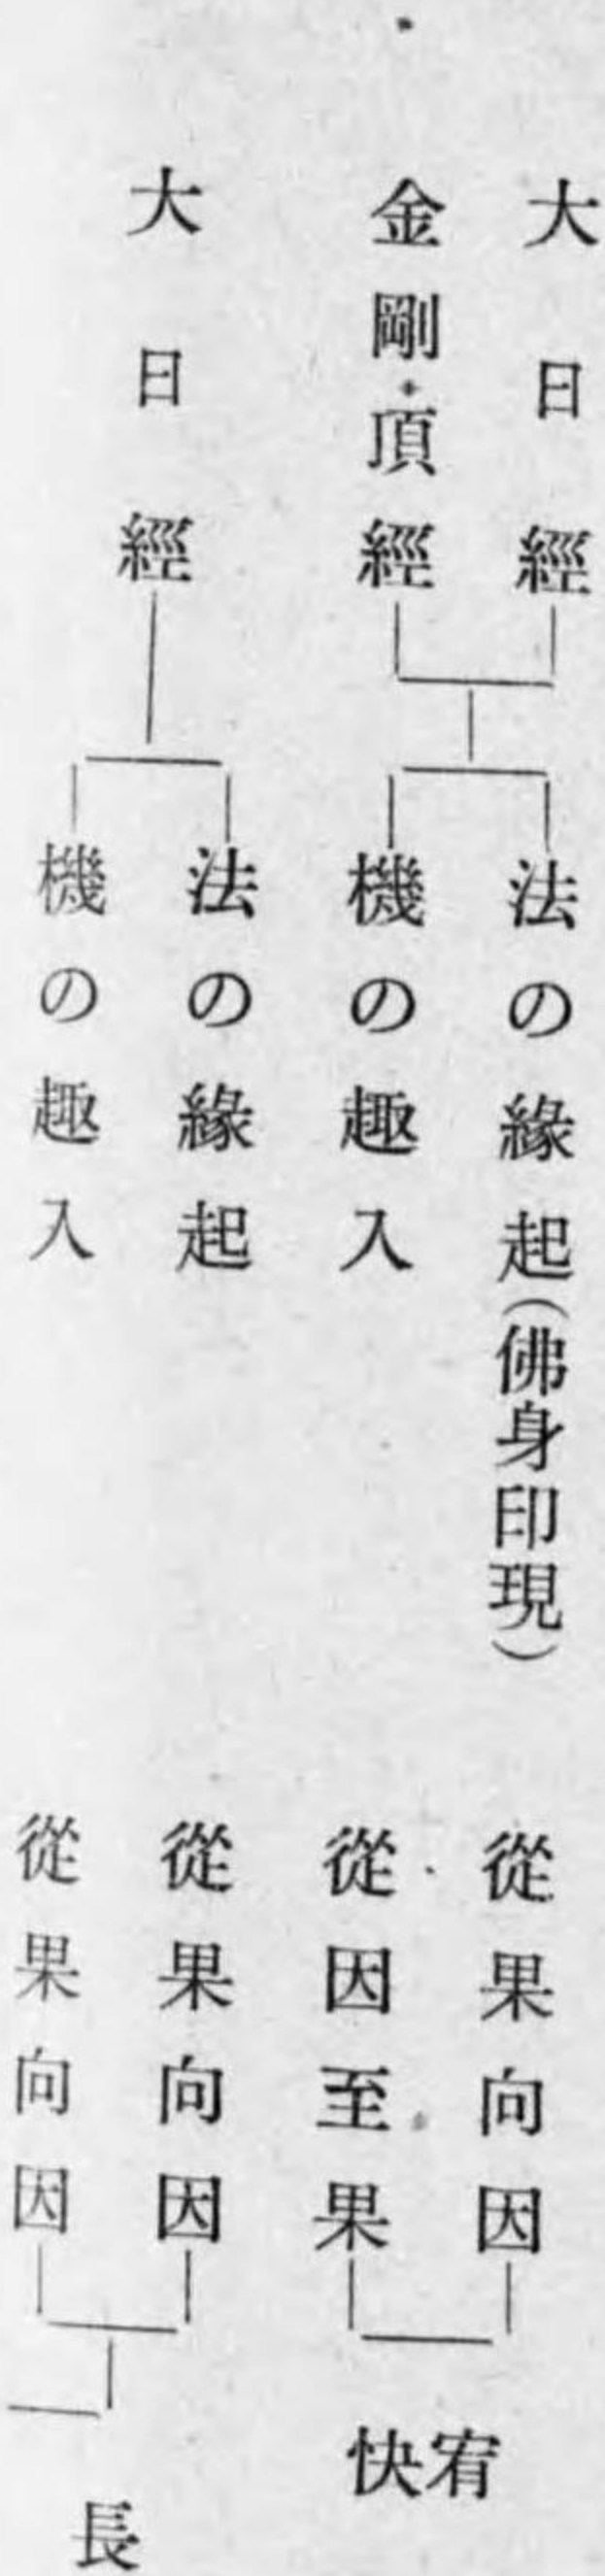 大日經
金剛頂經
法の緣起(佛身印現)
機の趣入
從果向因
從因至果
宥快
大日經
法の緣起
機の趣入
從果向因
從果向因
長